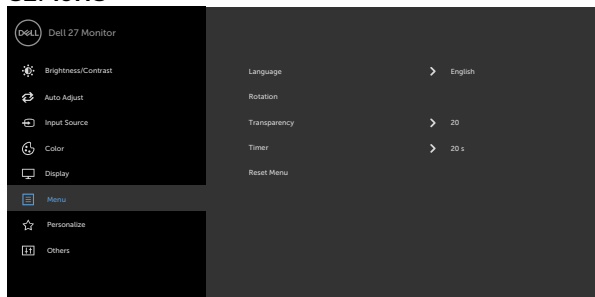 DELL Dell 27 Monitor
Brightness/Contrast
Auto Adjust
Input Source
Color
Display
Menu
Personalize
Others
Language English
Rotation
Transparency 20
Timer 20 s
Reset Menu